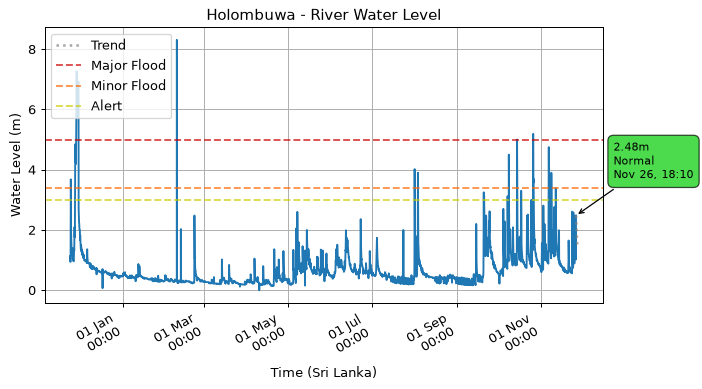 Holombuwa - River Water Level
Trend
Major Flood
Minor Flood
Alert
8
6
4
2
0
Water Level (m)
2.48m
Normal
Nov 26, 18:10
01 Jan
00:00
01 Mar
00:00
01 May
00:00
01 Jul
00:00
01 Sep
00:00
01 Nov
00:00
Time (Sri Lanka)